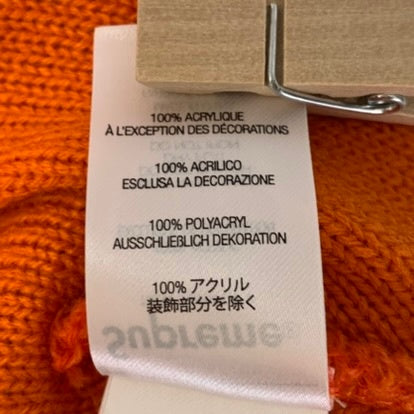 100% ACRYLIQUE
À L'EXCEPTION DES DÉCORATIONS
100% ACRILICO
ESCLUSA LA DECORAZIONE
100% POLYACRYL
AUSSCHLIEßLICH DEKORATION
100% アクリル
装飾部分を除く
Supreme